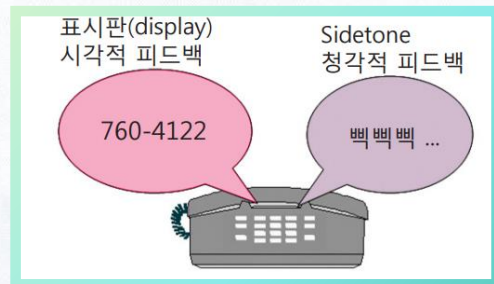 표시판(display)
시각적 피드백
760-4122
Sidetone
청각적 피드백
삑삑삑 ...